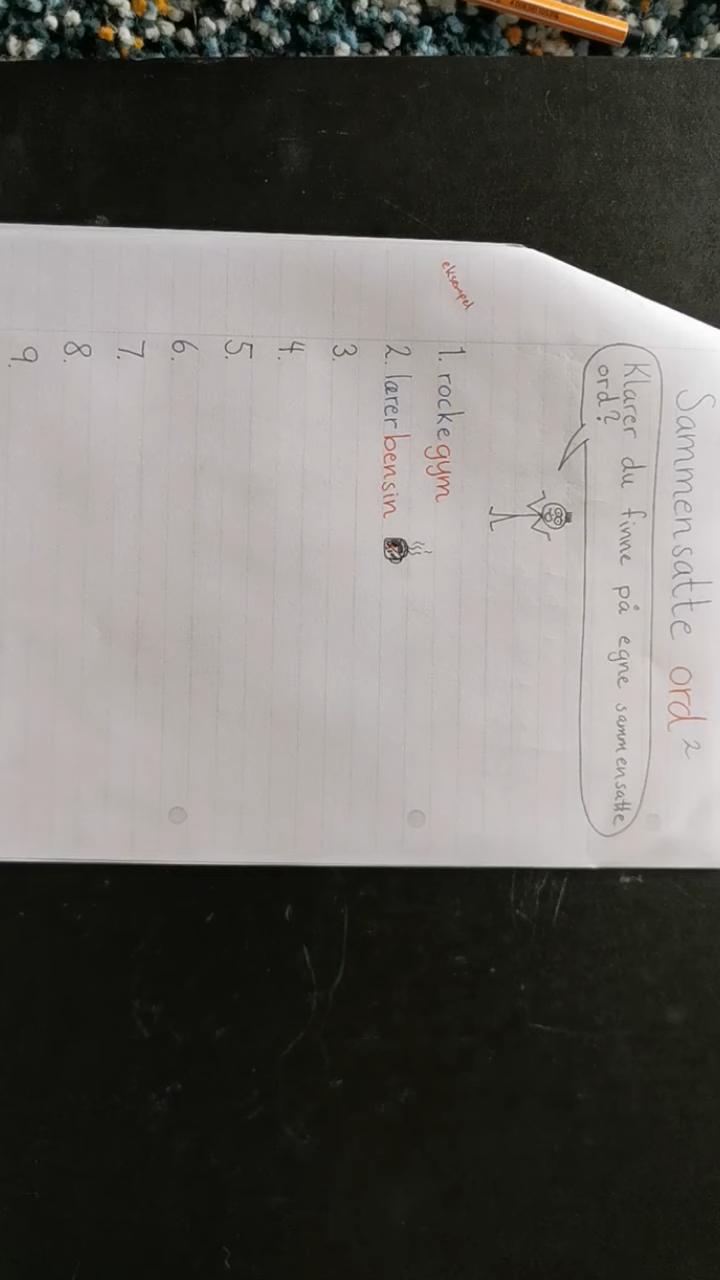 Sammensatte ord 2
Klarer du finne på egne sammensatte
ord?
eksempel
1. rockegym
2. lærerbensin
3.
4.
5.
6.
7.
8.
9.